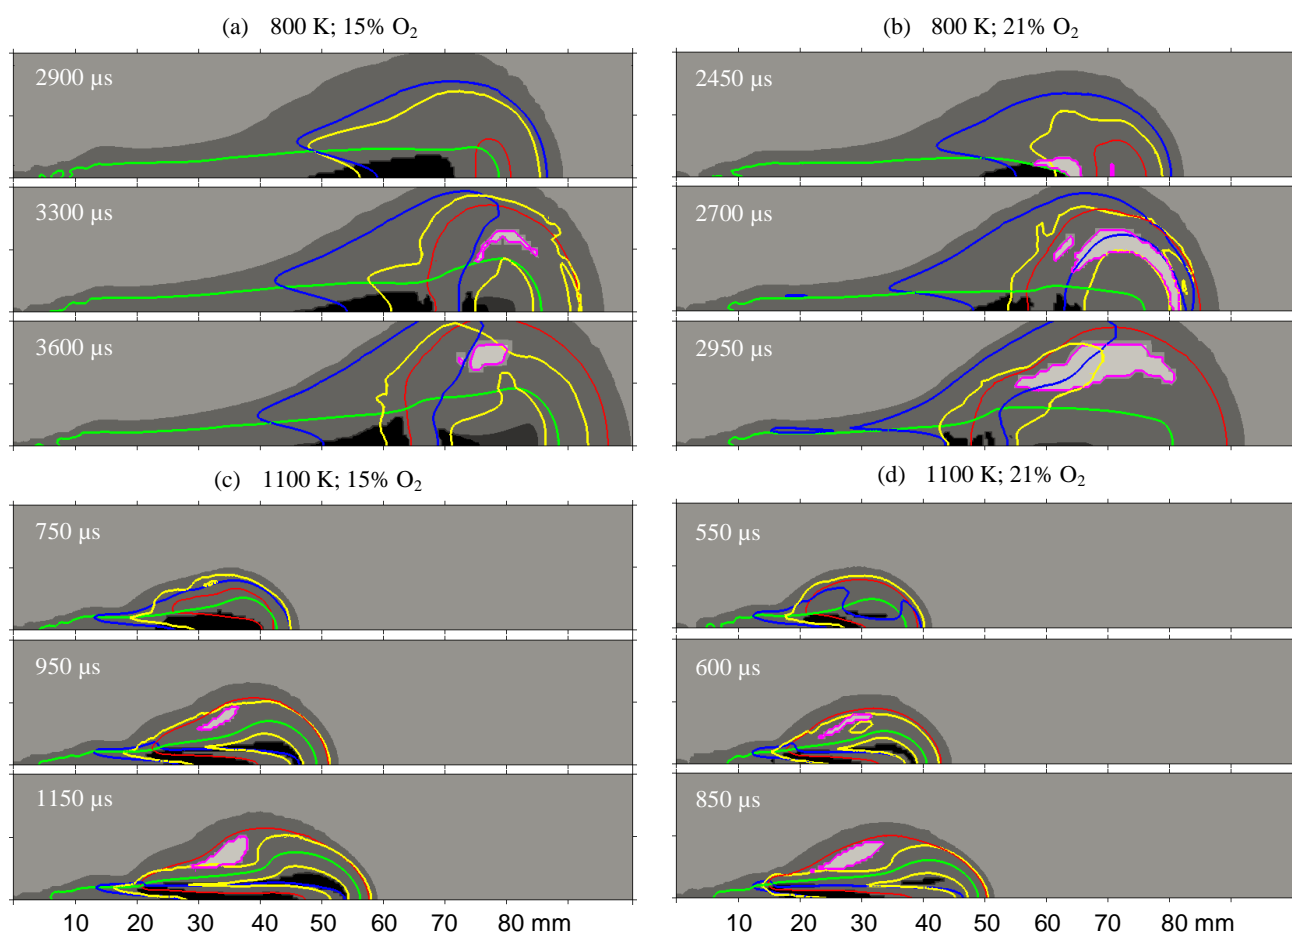 (a) 800 K; 15% O₂
(b) 800 K; 21% O₂
2900 µs
2450 µs
3300 µs
2700 µs
3600 µs
2950 µs
(c) 1100 K; 15% O₂
(d) 1100 K; 21% O₂
750 µs
550 µs
950 µs
600 µs
1150 µs
850 µs
10 20 30 40 50 60 70 80 mm
10 20 30 40 50 60 70 80 mm